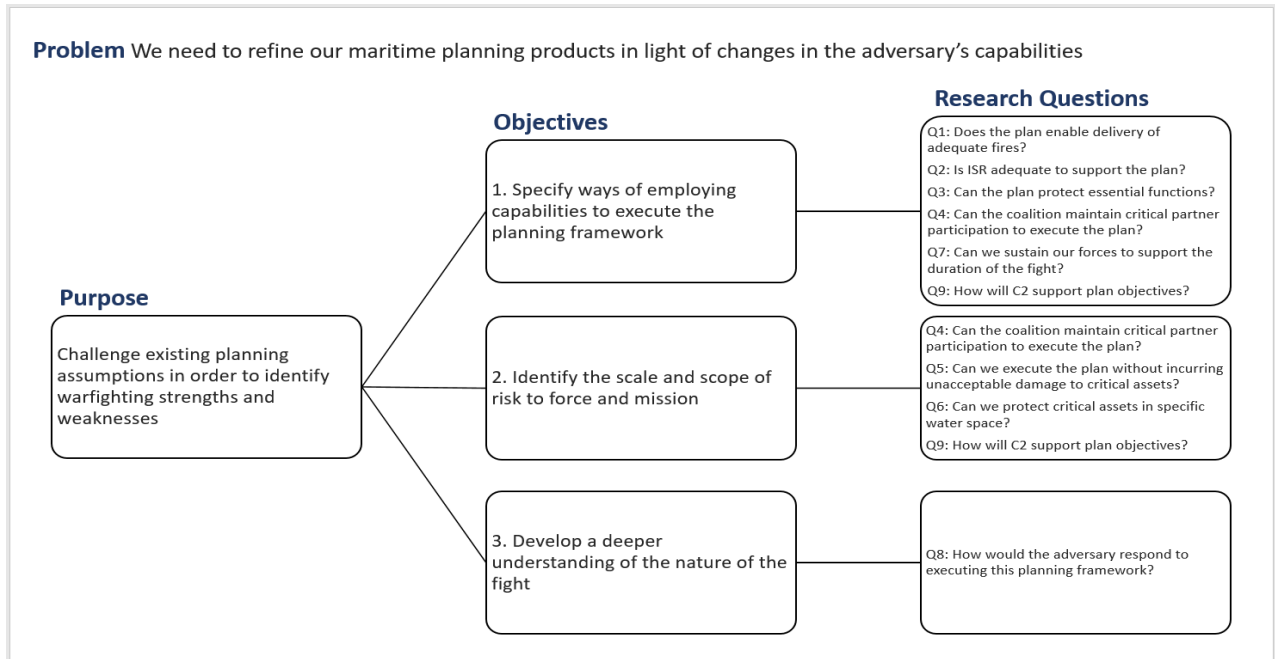 Problem We need to refine our maritime planning products in light of changes in the adversary's capabilities
Purpose
Challenge existing planning
assumptions in order to identify
warfighting strengths and
weaknesses
Objectives
1. Specify ways of employing
capabilities to execute the
planning framework
2. Identify the scale and scope of
risk to force and mission
3. Develop a deeper
understanding of the nature of the
fight
Research Questions
Q1: Does the plan enable delivery of
adequate fires?
Q2: Is ISR adequate to support the plan?
Q3: Can the plan protect essential functions?
Q4: Can the coalition maintain critical partner
participation to execute the plan?
Q7: Can we sustain our forces to support the
duration of the fight?
Q9: How will C2 support plan objectives?
Q4: Can the coalition maintain critical partner
participation to execute the plan?
Q5: Can we execute the plan without incurring
unacceptable damage to critical assets?
Q6: Can we protect critical assets in specific
water space?
Q9: How will C2 support plan objectives?
Q8: How would the adversary respond to
executing this planning framework?